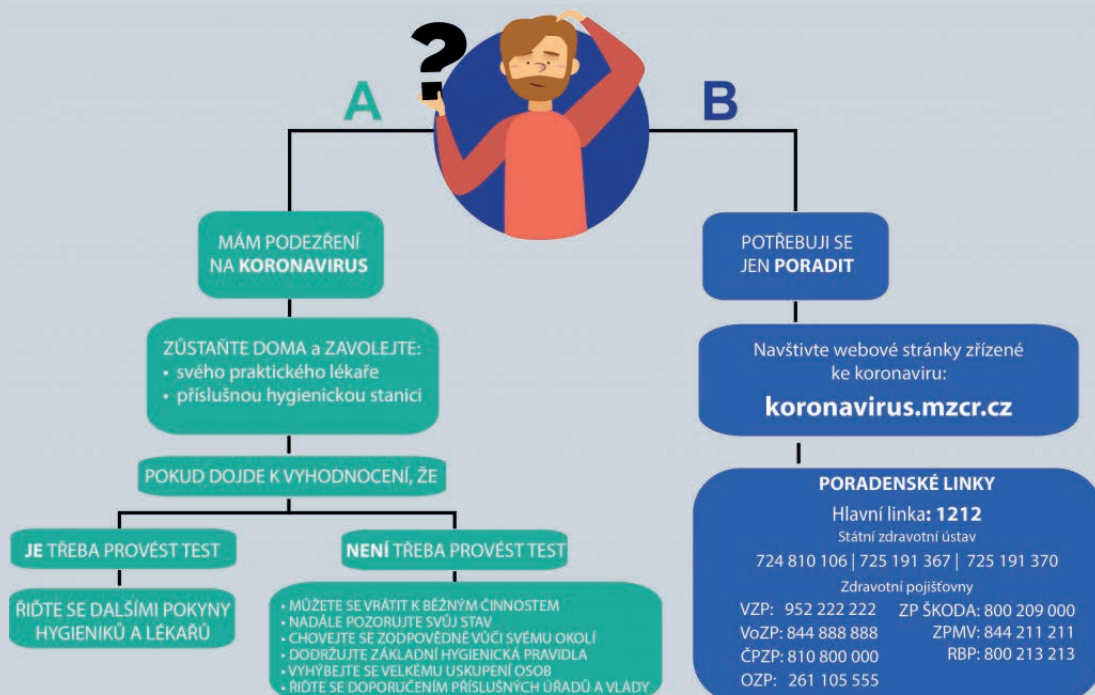 ?
A
B
MÁM PODEZŘENÍ
NA KORONAVIRUS
ZŮSTAŇTE DOMA a ZAVOLEJTE:
• svého praktického lékaře
• příslušnou hygienickou stanici
POKUD DOJDE K VYHODNOCENÍ, ŽE
JE TŘEBA PROVÉST TEST
ŘIĎTE SE DALŠÍMI POKYNY
HYGIENIKŮ A LÉKAŘŮ
NENÍ TŘEBA PROVÉST TEST
• MŮŽETE SE VRÁTIT K BĚŽNÝM ČINNOSTEM
• NADÁLE POZORUJTE SVŮJ STAV
• CHOVEJTE SE ZODPOVĚDNĚ VŮČI SVÉMU OKOLÍ
• DODRŽUJTE ZÁKLADNÍ HYGIENICKÁ PRAVIDLA
• VYHÝBEJTE SE VELKÉMU USKUPENÍ OSOB
• ŘIĎTE SE DOPORUČENÍM PŘÍSLUŠNÝCH ÚŘADŮ A VLÁDY
POTŘEBUJI SE
JEN PORADIT
Navštivte webové stránky zřízené
ke koronaviru:
koronavirus.mzcr.cz
PORADENSKÉ LINKY
Hlavní linka: 1212
Státní zdravotní ústav
724 810 106 | 725 191 367 | 725 191 370
Zdravotní pojišťovny
VZP: 952 222 222 ZP ŠKODA: 800 209 000
VoZP: 844 888 888 ZPMV: 844 211 211
ČPZP: 810 800 000 RBP: 800 213 213
OZP: 261 105 555